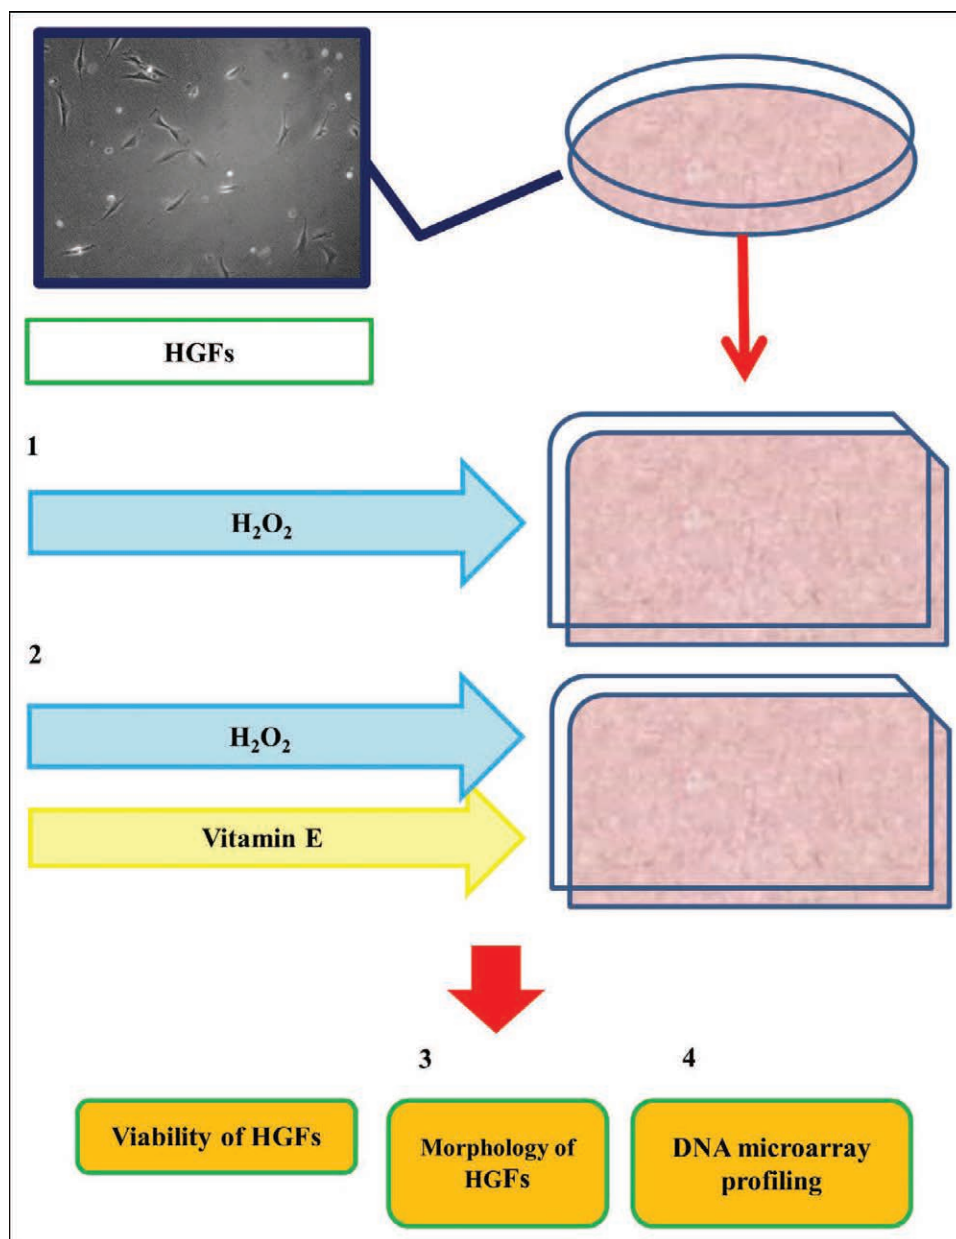 HGFs
1
H₂O₂
2
H₂O₂
Vitamin E
3
4
Viability of HGFs
Morphology of
HGFs
DNA microarray
profiling